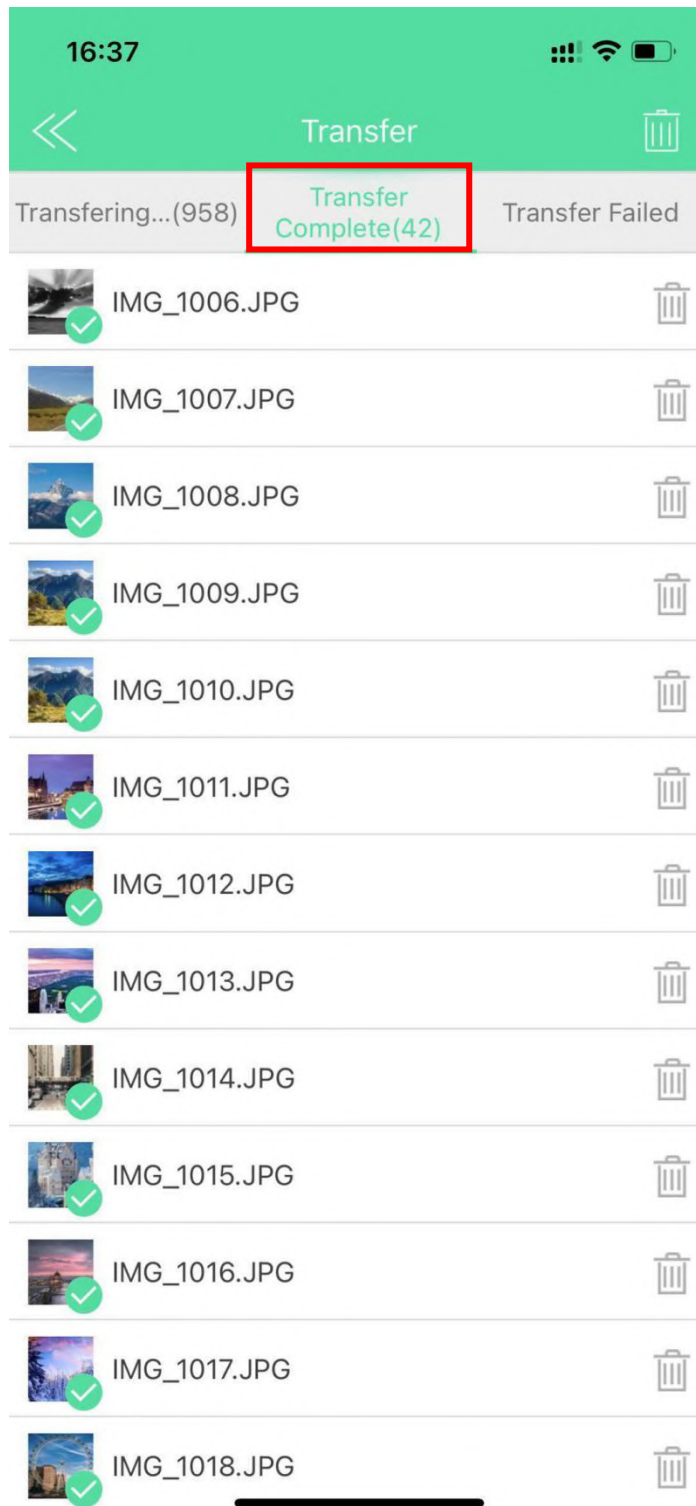 16:37
Transfer
Transfering...(958)
Transfer
Complete(42)
Transfer Failed
IMG_1006.JPG
IMG_1007.JPG
IMG_1008.JPG
IMG_1009.JPG
IMG_1010.JPG
IMG_1011.JPG
IMG_1012.JPG
IMG_1013.JPG
IMG_1014.JPG
IMG_1015.JPG
IMG_1016.JPG
IMG_1017.JPG
IMG_1018.JPG